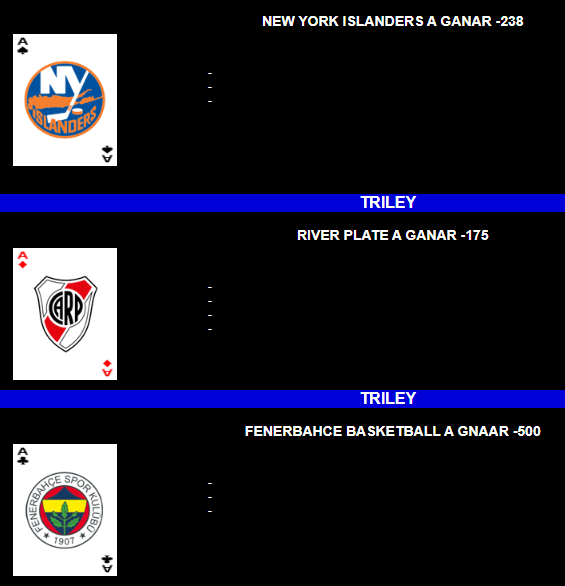 NEW YORK ISLANDERS A GANAR -238
A
NY
ISLANDERS
-
-
-
A
TRILEY
RIVER PLATE A GANAR -175
A
CARP
-
-
-
-
A
TRILEY
FENERBAHCE BASKETBALL A GNAAR -500
A
FENERBAHÇE SPOR KULÜBÜ
★ 1907 ★
-
-
-
A